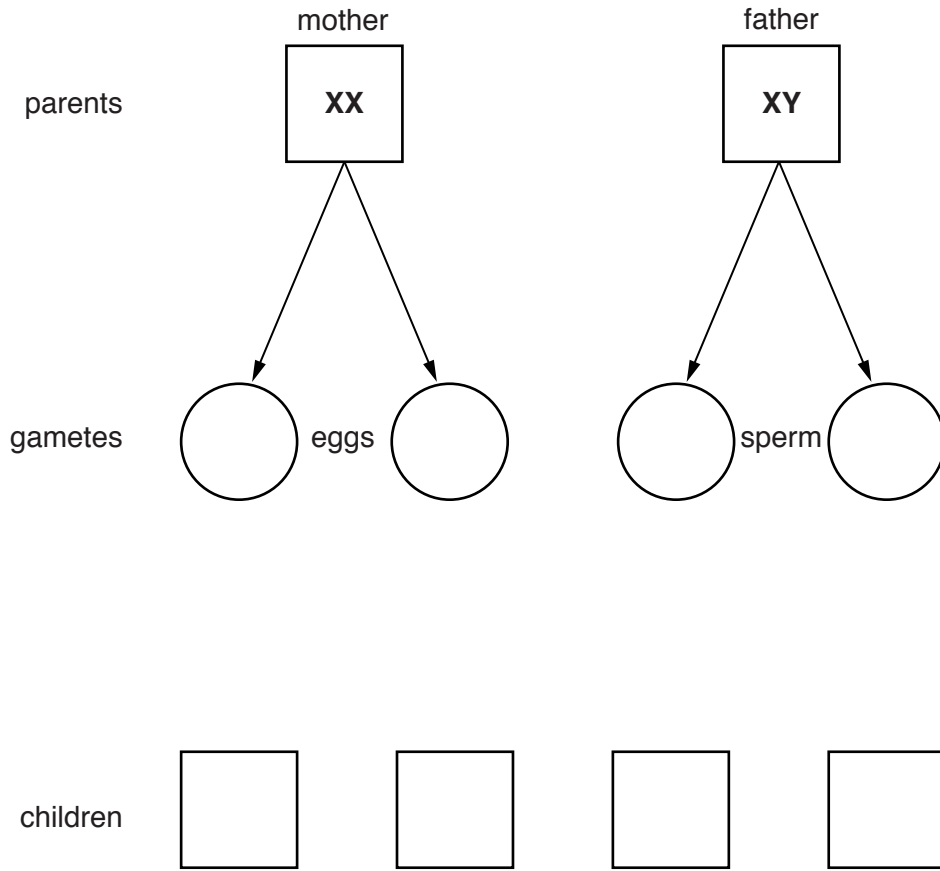 mother father
parents XX XY
gametes eggs sperm
children